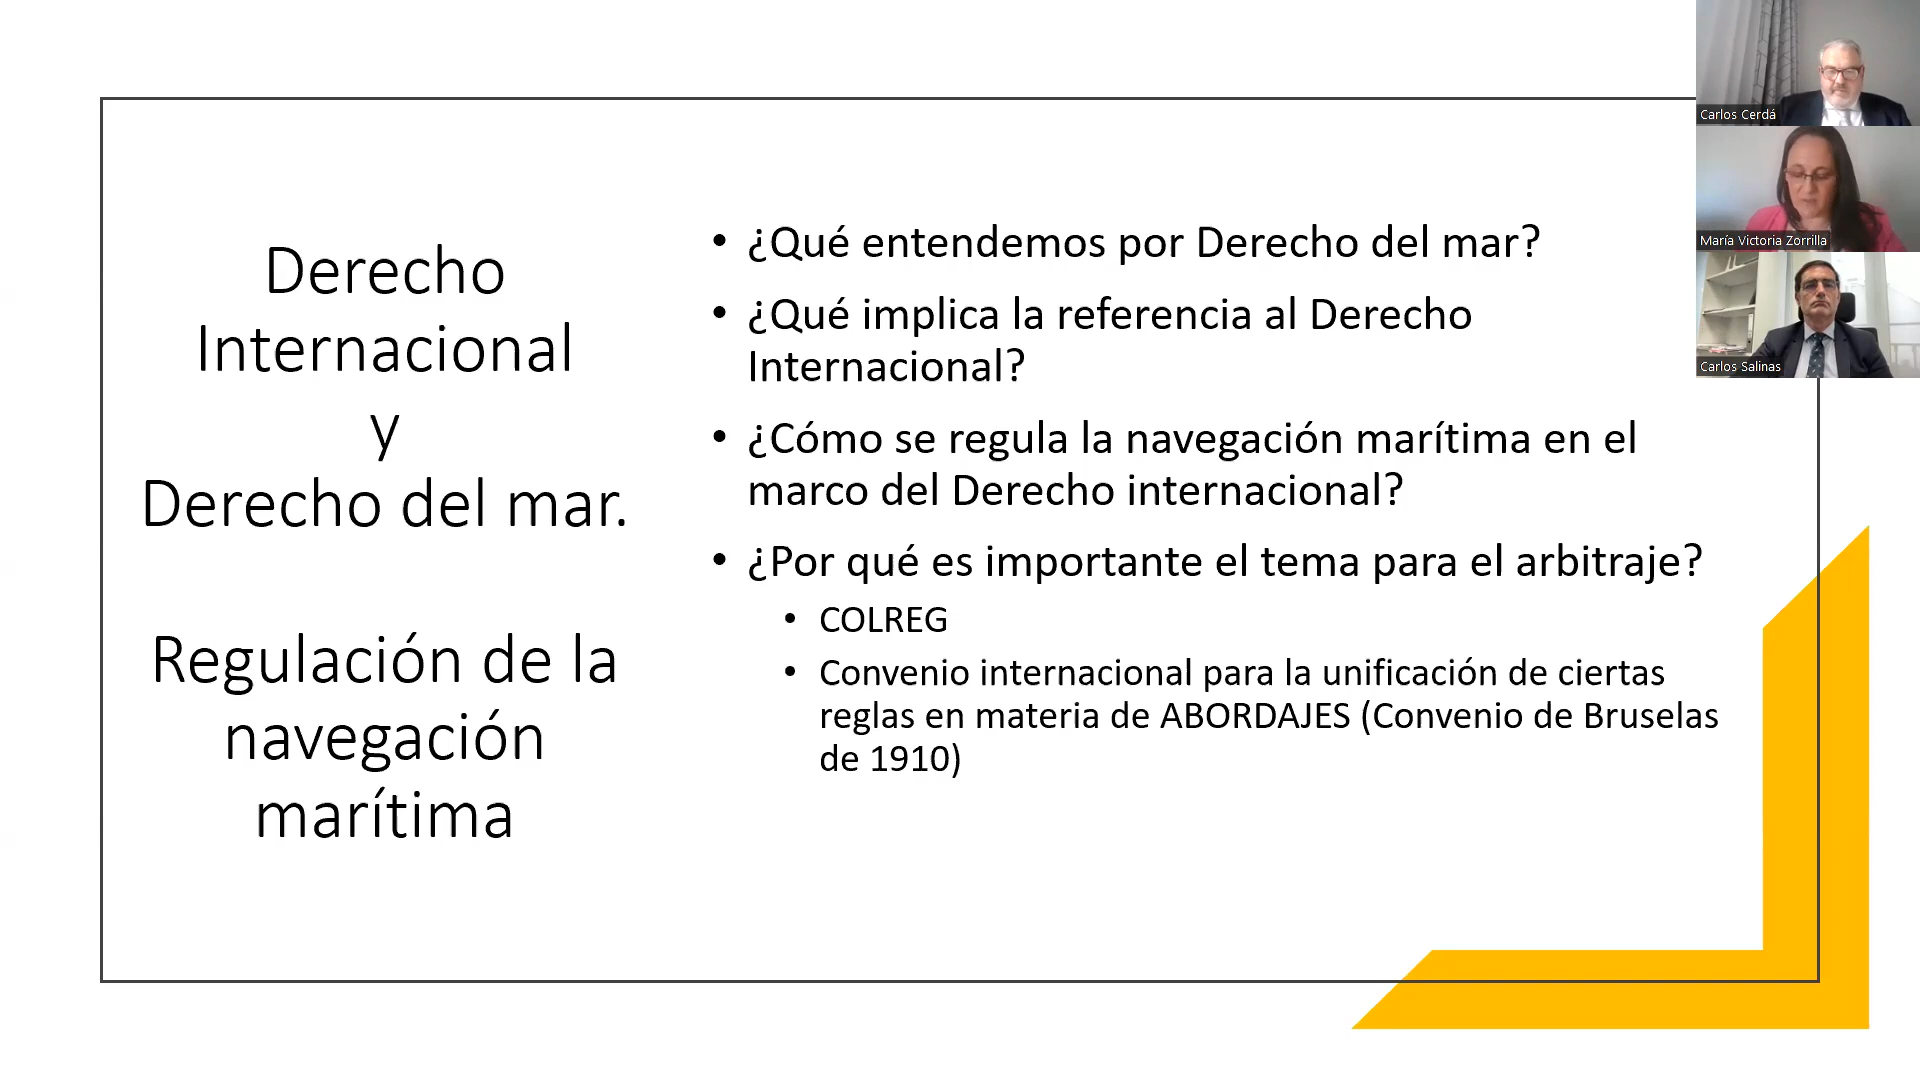 Derecho
Internacional
y
Derecho del mar.
Regulación de la
navegación
marítima
• ¿Qué entendemos por Derecho del mar?
• ¿Qué implica la referencia al Derecho
Internacional?
• ¿Cómo se regula la navegación marítima en el
marco del Derecho internacional?
• ¿Por qué es importante el tema para el arbitraje?
• COLREG
• Convenio internacional para la unificación de ciertas
reglas en materia de ABORDAJES (Convenio de Bruselas
de 1910)
Carlos Cerdá
María Victoria Zorrilla
Carlos Salinas